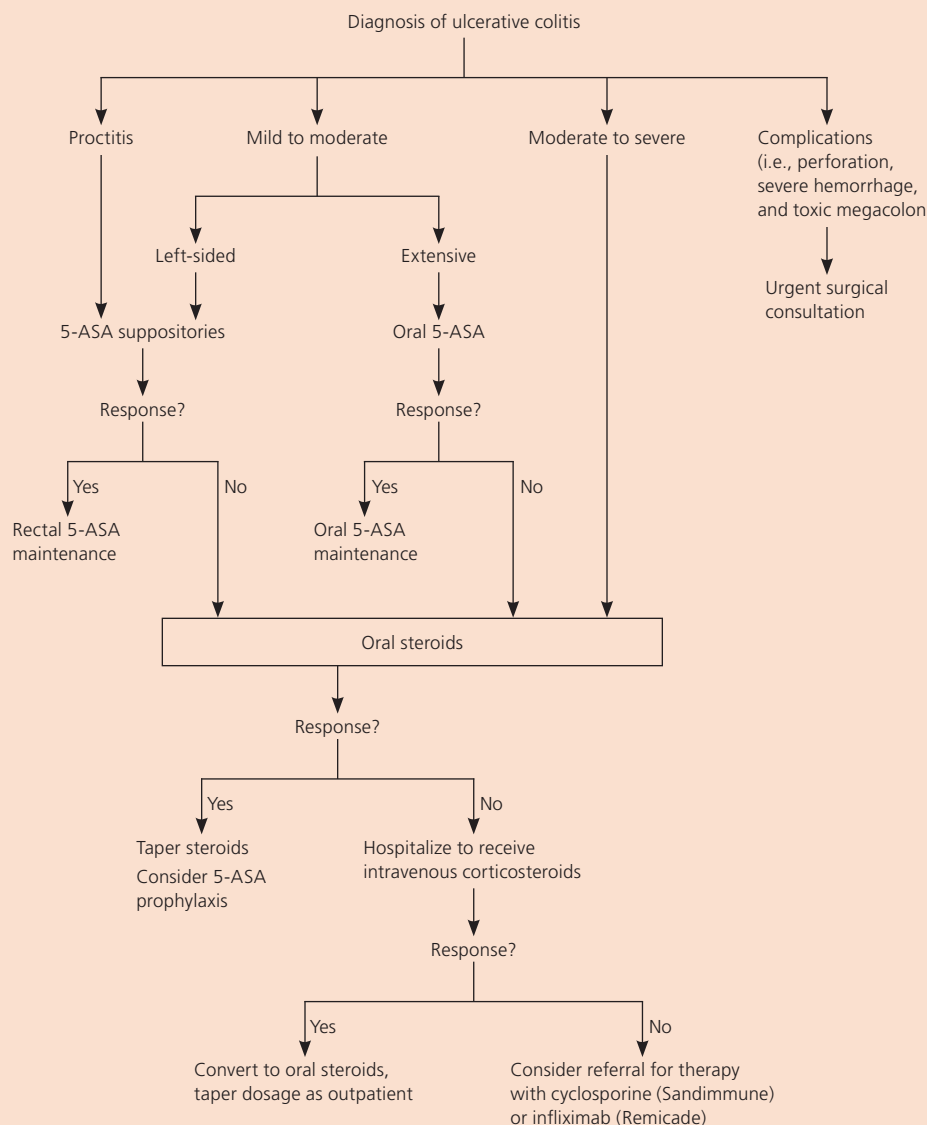 Diagnosis of ulcerative colitis
Proctitis
Mild to moderate
Moderate to severe
Complications
(i.e., perforation,
severe hemorrhage,
and toxic megacolon
Left-sided
Extensive
Urgent surgical
consultation
5-ASA suppositories
Oral 5-ASA
Response?
Response?
Yes
No
Yes
No
Rectal 5-ASA
maintenance
Oral 5-ASA
maintenance
Oral steroids
Response?
Yes
No
Taper steroids
Consider 5-ASA
prophylaxis
Hospitalize to receive
intravenous corticosteroids
Response?
Yes
No
Convert to oral steroids,
taper dosage as outpatient
Consider referral for therapy
with cyclosporine (Sandimmune)
or infliximab (Remicade)